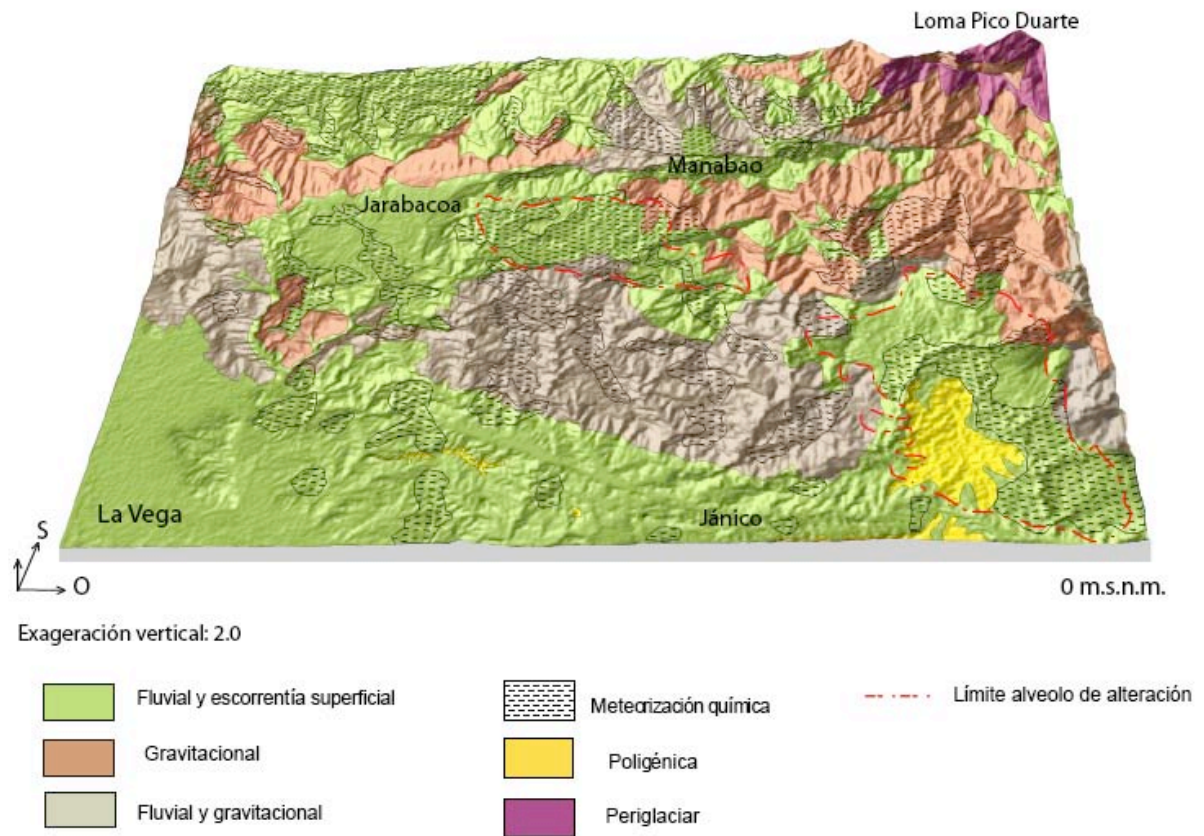 Loma Pico Duarte
Manabao
Jarabacoa
La Vega
Jánico
S
O
0 m.s.n.m.
Exageración vertical: 2.0
Fluvial y escorrentía superficial
Meteorización química
Límite alveolo de alteración
Gravitacional
Poligénica
Fluvial y gravitacional
Periglaciar